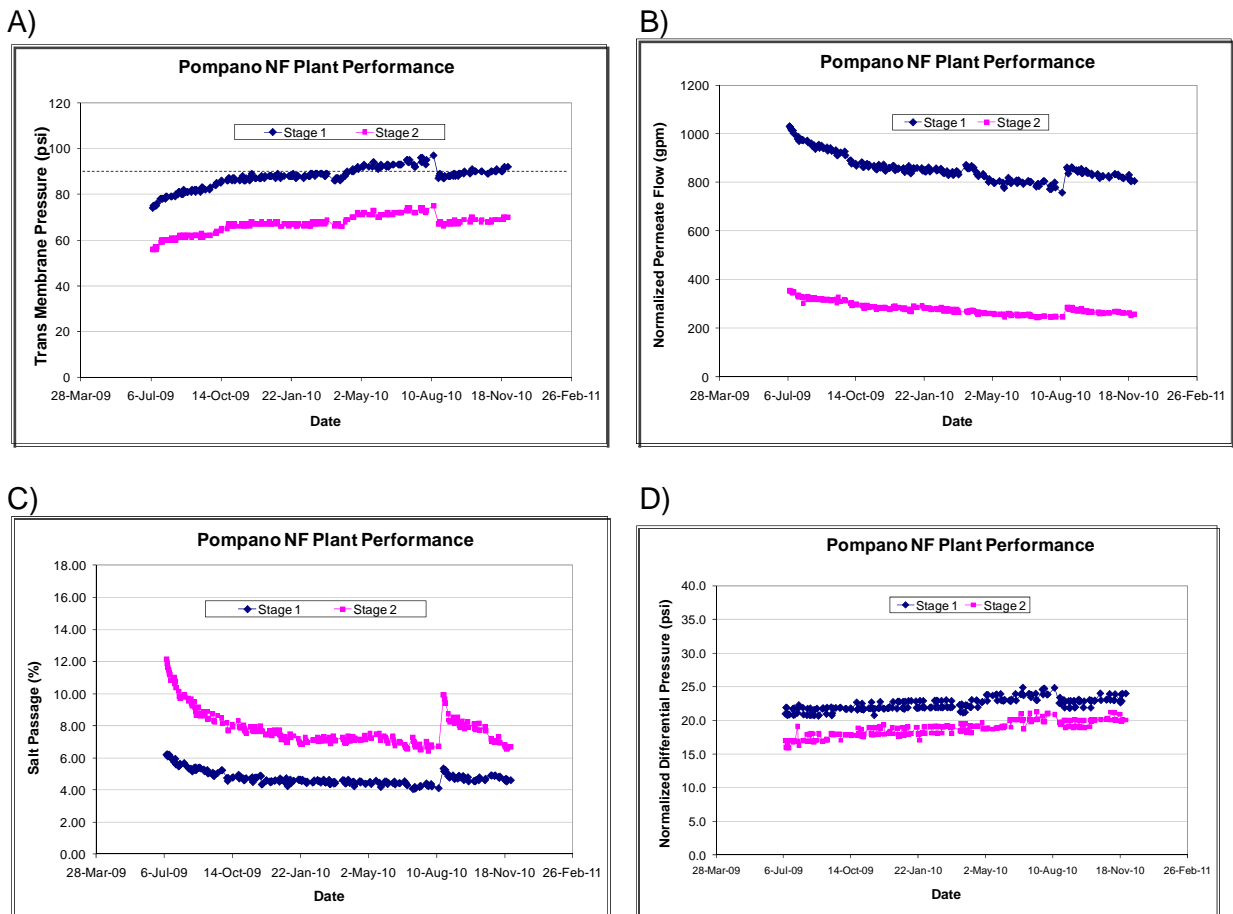 A)
Pompano NF Plant Performance
Trans Membrane Pressure (psi)
120
100
80
60
40
20
0
Stage 1 Stage 2
28-Mar-09 6-Jul-09 14-Oct-09 22-Jan-10 2-May-10 10-Aug-10 18-Nov-10 26-Feb-11
Date
B)
Pompano NF Plant Performance
Normalized Permeate Flow (gpm)
1200
1000
800
600
400
200
0
Stage 1 Stage 2
28-Mar-09 6-Jul-09 14-Oct-09 22-Jan-10 2-May-10 10-Aug-10 18-Nov-10 26-Feb-11
Date
C)
Pompano NF Plant Performance
Salt Passage (%)
18.00
16.00
14.00
12.00
10.00
8.00
6.00
4.00
2.00
0.00
Stage 1 Stage 2
28-Mar-09 6-Jul-09 14-Oct-09 22-Jan-10 2-May-10 10-Aug-10 18-Nov-10 26-Feb-11
Date
D)
Pompano NF Plant Performance
Normalized Differential Pressure (psi)
40.0
35.0
30.0
25.0
20.0
15.0
10.0
5.0
0.0
Stage 1 Stage 2
28-Mar-09 6-Jul-09 14-Oct-09 22-Jan-10 2-May-10 10-Aug-10 18-Nov-10 26-Feb-11
Date